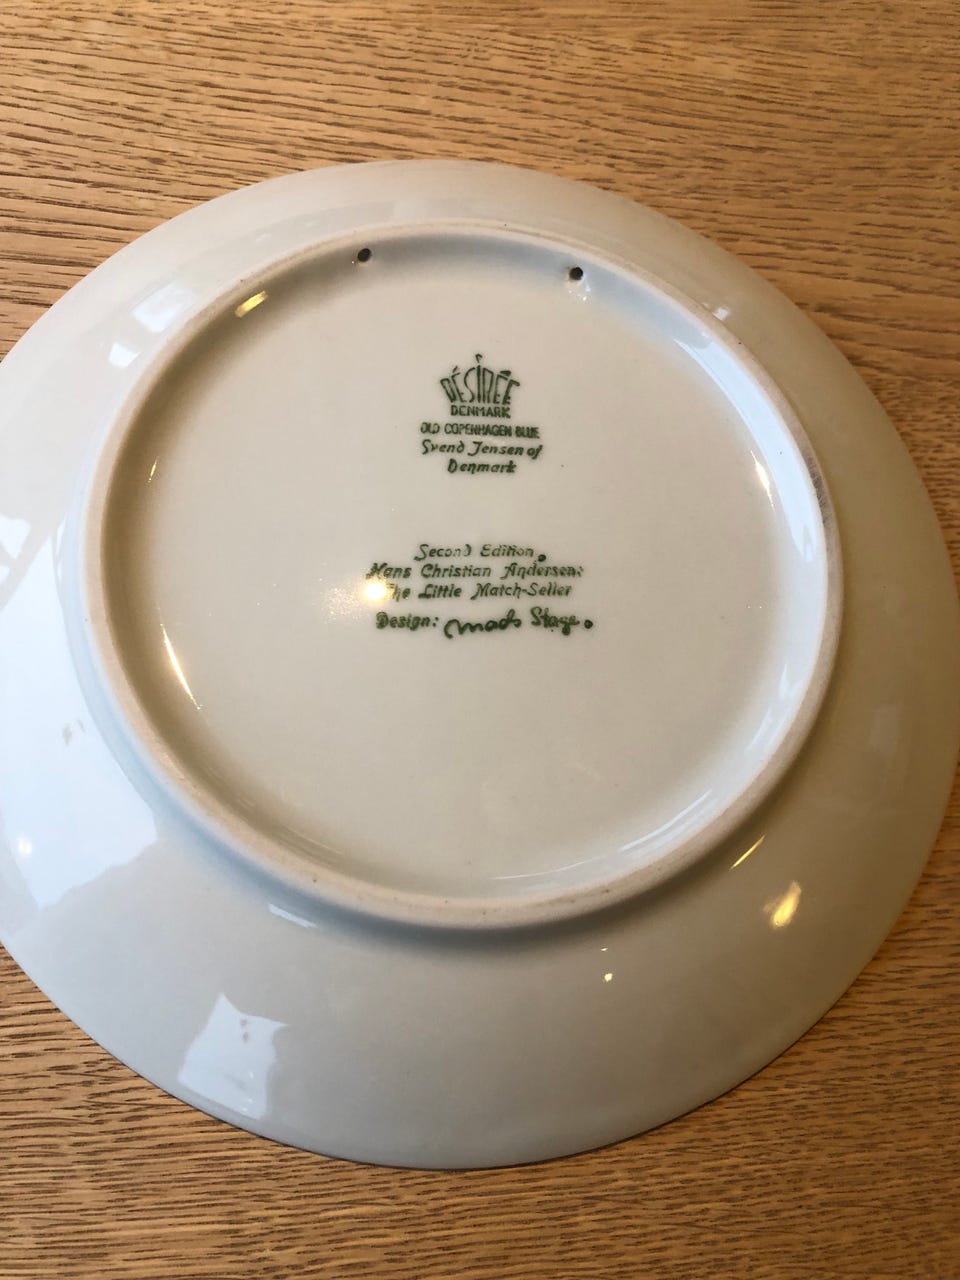 DÉSIRÉE
DENMARK
OLD COPENHAGEN BLUE
Svend Jensen of
Denmark
Second Edition.
Hans Christian Andersen:
The Little Match-Seller
Design: Mads Stage.